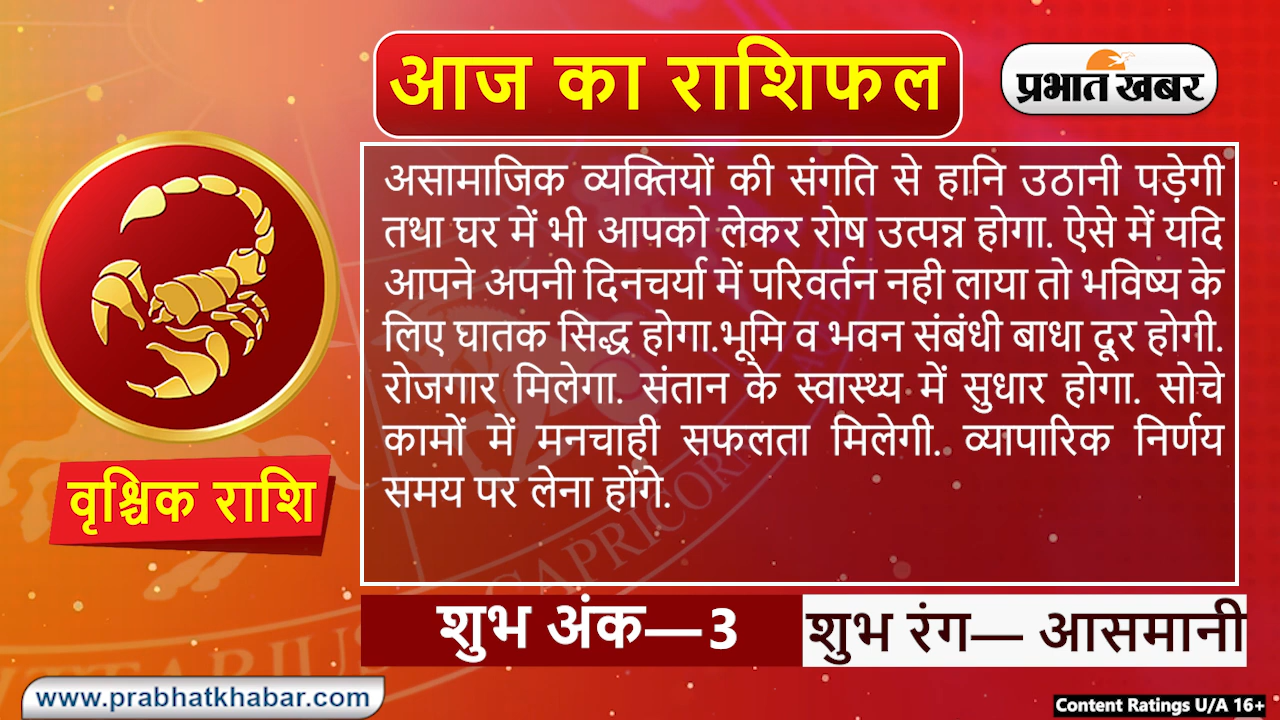 आज का राशिफल
प्रभात खबर
असामाजिक व्यक्तियों की संगति से हानि उठानी पड़ेगी
तथा घर में भी आपको लेकर रोष उत्पन्न होगा. ऐसे में यदि
आपने अपनी दिनचर्या में परिवर्तन नही लाया तो भविष्य के
लिए घातक सिद्ध होगा.भूमि व भवन संबंधी बाधा दूर होगी.
रोजगार मिलेगा. संतान के स्वास्थ्य में सुधार होगा. सोचे
कामों में मनचाही सफलता मिलेगी. व्यापारिक निर्णय
समय पर लेना होंगे.
वृश्चिक राशि
CAPRICORN
शुभ अंक—3
शुभ रंग— आसमानी
www.prabhatkhabar.com
Content Ratings U/A 16+